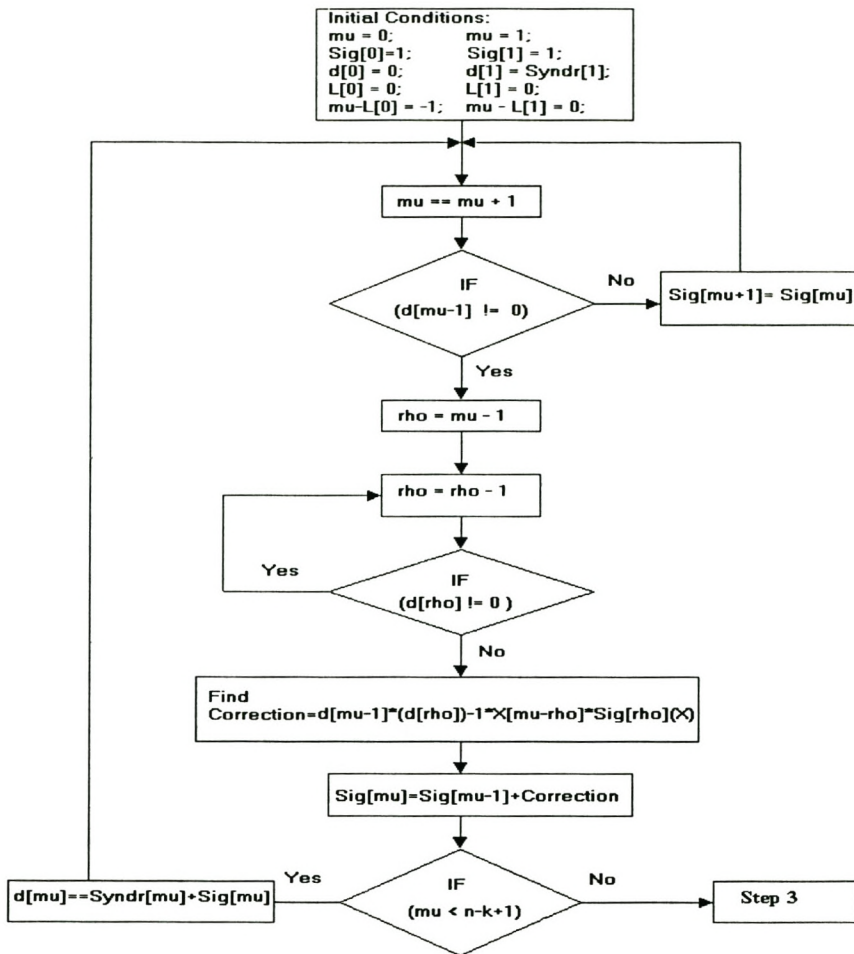 Initial Conditions:
mu = 0; mu = 1;
Sig[0]=1; Sig[1] = 1;
d[0] = 0; d[1] = Syndr[1];
L[0] = 0; L[1] = 0;
mu-L[0] = -1; mu - L[1] = 0;
mu == mu + 1
IF
(d[mu-1] != 0)
No
Sig[mu+1]= Sig[mu]
Yes
rho = mu - 1
rho = rho - 1
Yes
IF
(d[rho] != 0 )
No
Find
Correction=d[mu-1]*(d[rho])-1*X[mu-rho]*Sig[rho](X)
Sig[mu]=Sig[mu-1]+Correction
d[mu]==Syndr[mu]+Sig[mu]
Yes
IF
(mu < n-k+1)
No
Step 3